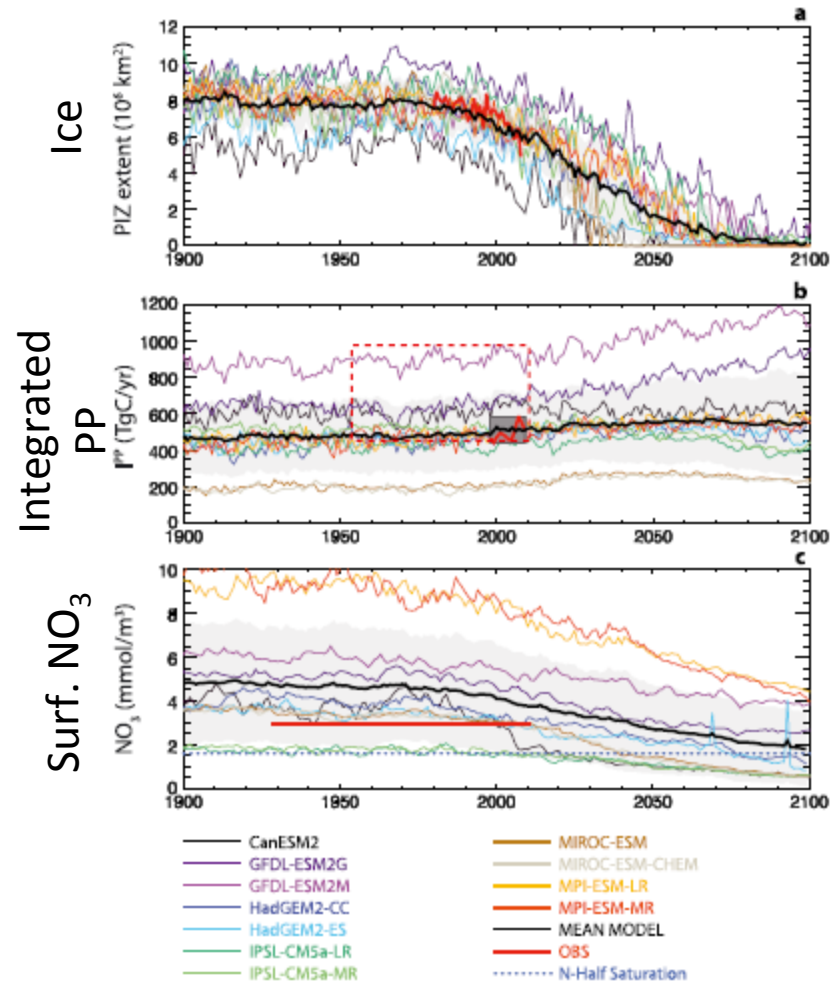 a
Ice
PIZ extent (10⁶ km²)
12
10
8
6
4
2
0
1900 1950 2000 2050 2100
b
Integrated
PP
Iᴾᴾ (TgC/yr)
1200
1000
800
600
400
200
0
1900 1950 2000 2050 2100
c
Surf. NO₃
NO₃ (mmol/m³)
10
8
6
4
2
0
1900 1950 2000 2050 2100
CanESM2
GFDL-ESM2G
GFDL-ESM2M
HadGEM2-CC
HadGEM2-ES
IPSL-CM5a-LR
IPSL-CM5a-MR
MIROC-ESM
MIROC-ESM-CHEM
MPI-ESM-LR
MPI-ESM-MR
MEAN MODEL
OBS
N-Half Saturation